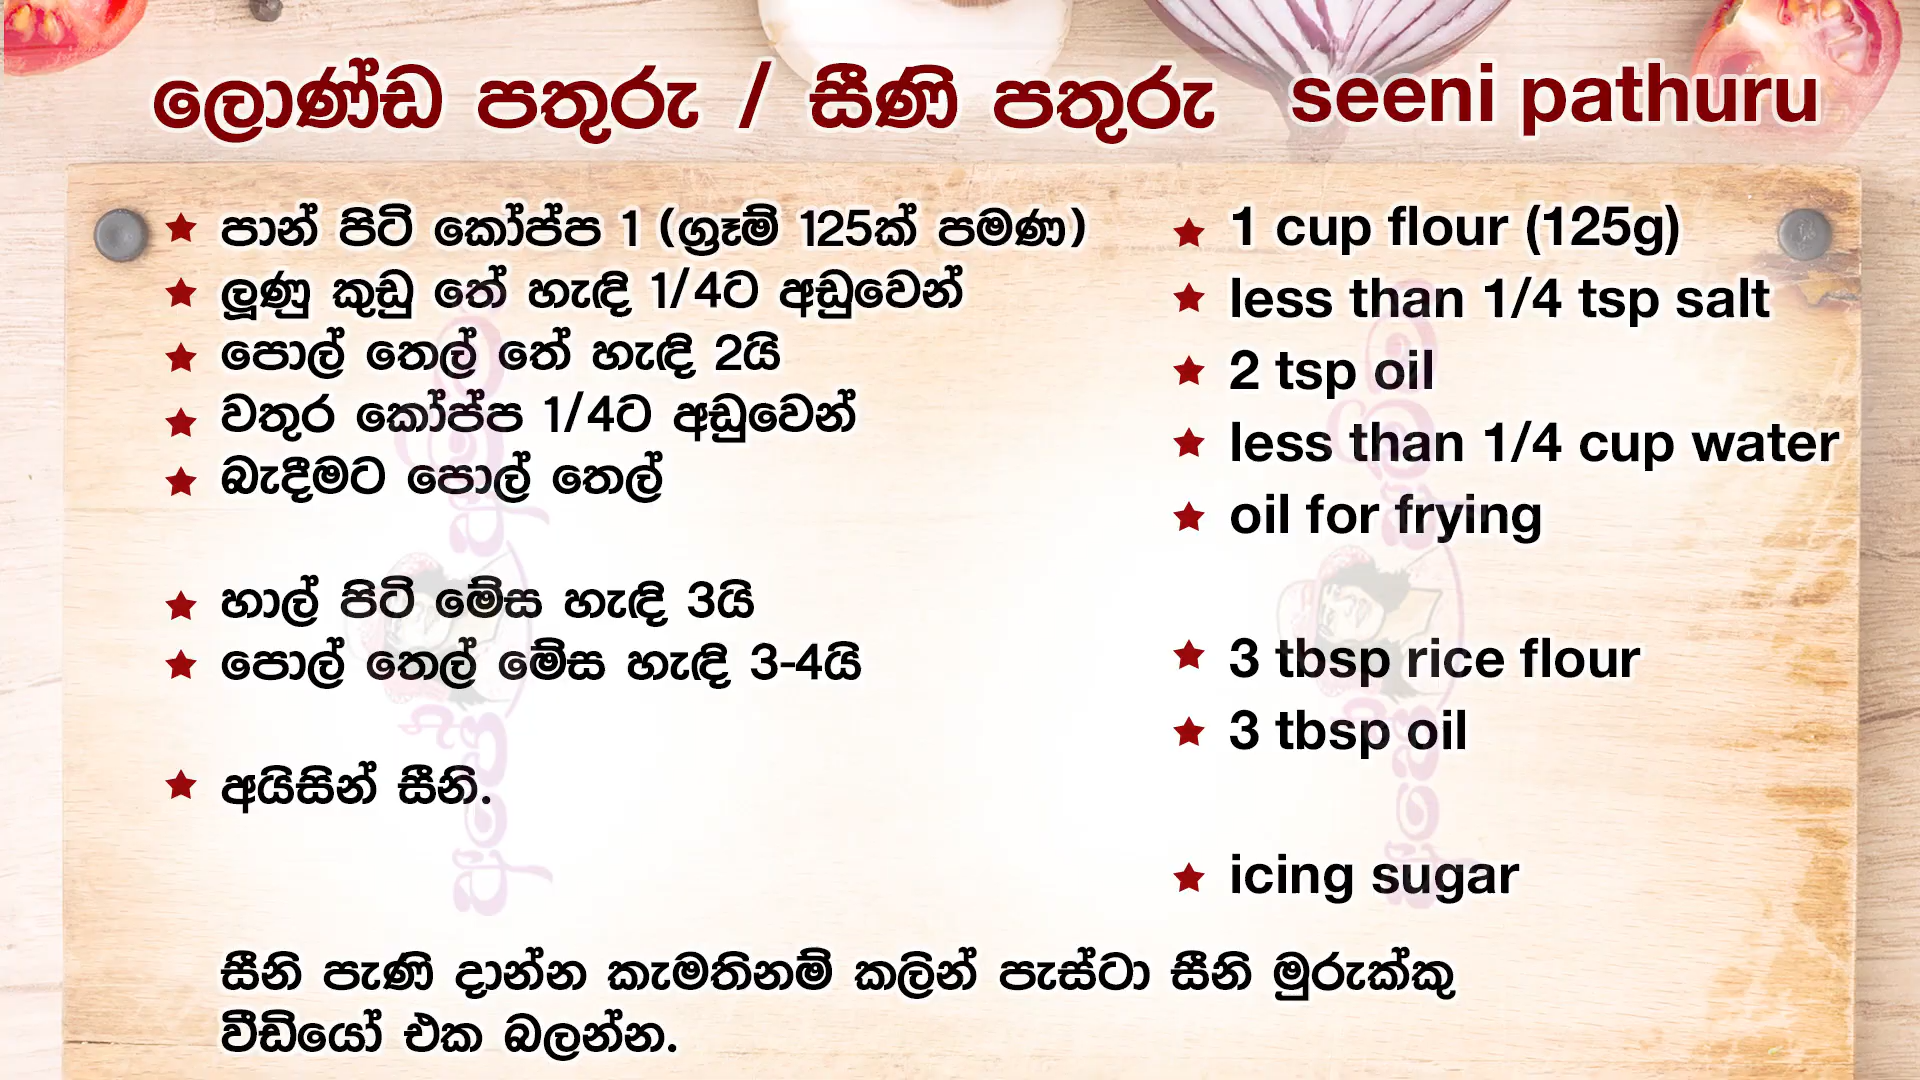 ලොණ්ඩ පතුරු / සීණි පතුරු seeni pathuru
පාන් පිටි කෝප්ප 1 (ග්‍රෑම් 125ක් පමණ)
ලූණු කුඩු තේ හැඳි 1/4ට අඩුවෙන්
පොල් තෙල් තේ හැඳි 2යි
වතුර කෝප්ප 1/4ට අඩුවෙන්
බැදීමට පොල් තෙල්
හාල් පිටි මේස හැඳි 3යි
පොල් තෙල් මේස හැඳි 3-4යි
අයිසින් සීනි.
1 cup flour (125g)
less than 1/4 tsp salt
2 tsp oil
less than 1/4 cup water
oil for frying
3 tbsp rice flour
3 tbsp oil
icing sugar
සීනි පැණි දාන්න කැමතිනම් කලින් පැස්ටා සීනි මුරුක්කු
වීඩියෝ එක බලන්න.